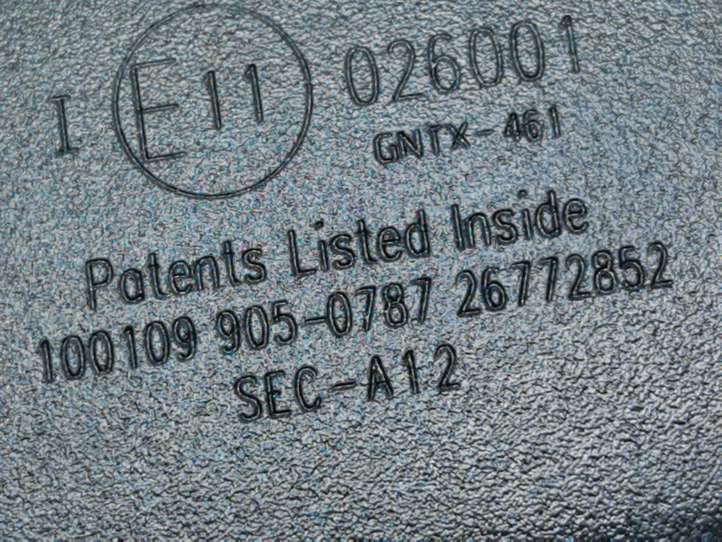 I E11 026001
GNTX-461
Patents Listed Inside
100109 905-0787 26772852
SEC-A12